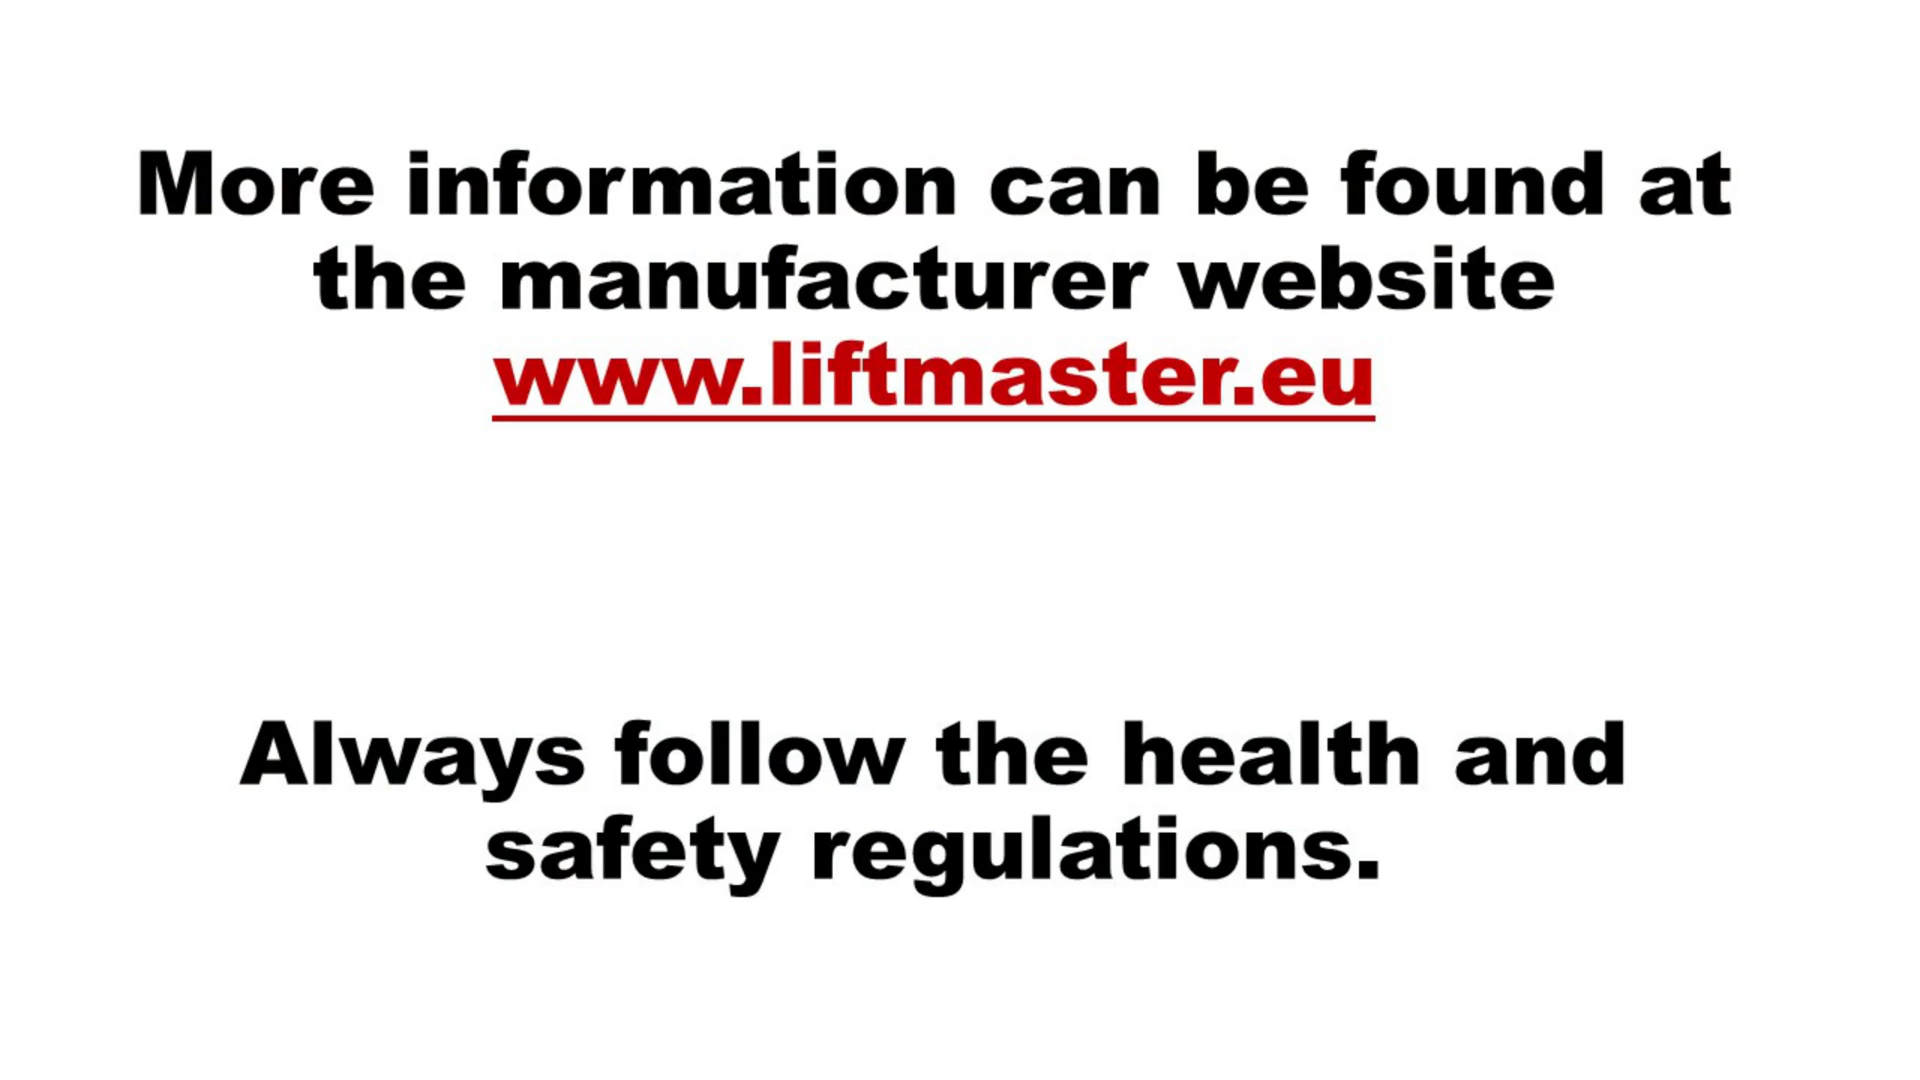 More information can be found at
the manufacturer website
www.liftmaster.eu
Always follow the health and
safety regulations.